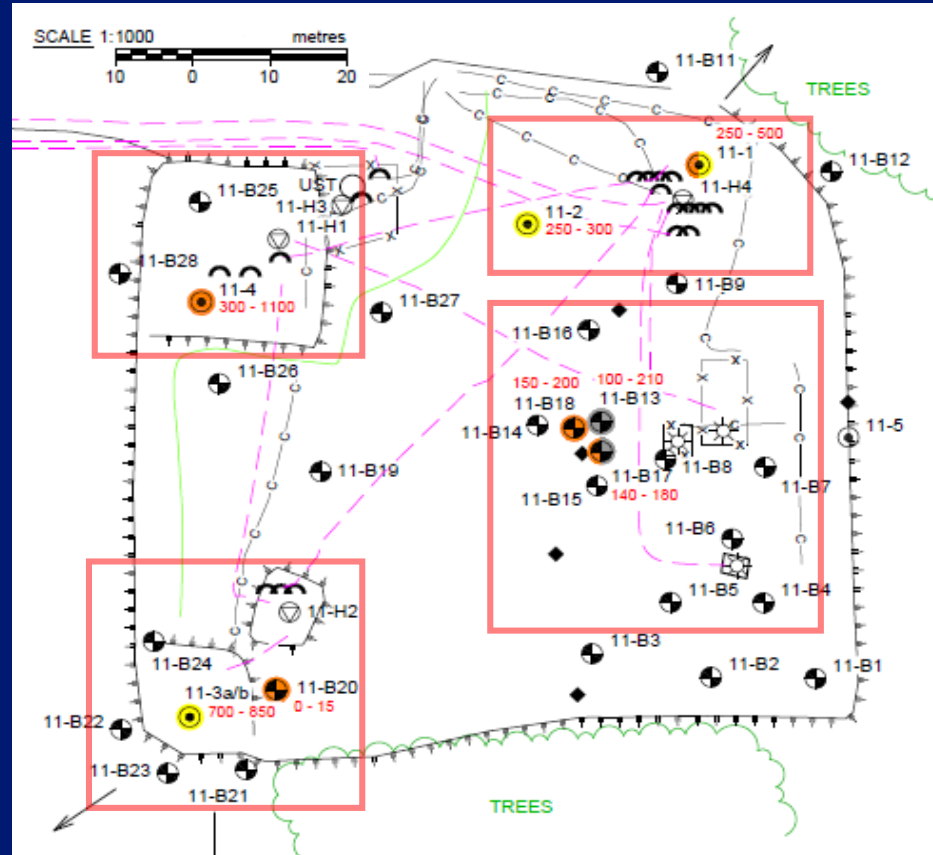 SCALE 1:1000 metres
10 0 10 20
11-B11
TREES
250 - 500
11-1
11-B12
11-B25
UST
11-H3
11-H4
11-2
250 - 300
11-H1
11-B28
11-4
300 - 1100
11-B9
11-B27
11-B16
11-B26
150 - 200
100 - 210
11-B18
11-B13
11-B14
11-5
11-B19
11-B17
11-B8
11-B7
11-B15
140 - 180
11-B6
11-B5
11-B4
11-H2
11-B3
11-B24
11-B2
11-B1
11-3a/b
11-B20
700 - 850
0 - 15
11-B22
11-B23
11-B21
TREES
C C C C C C C C C C C C C C
X X X X X X X X X X